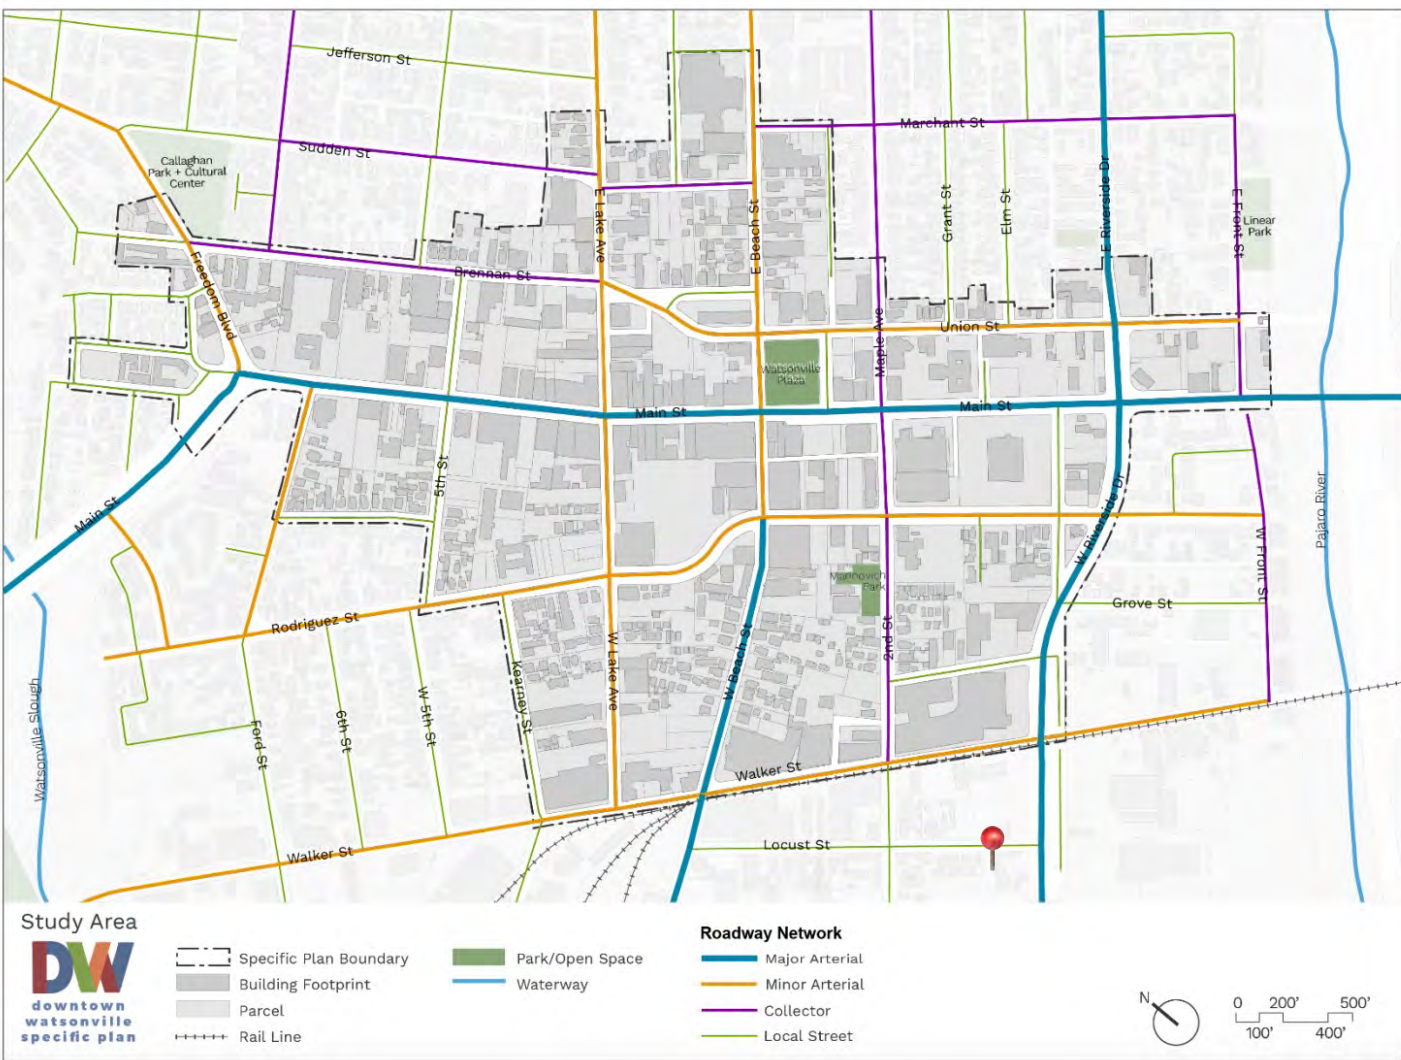 Jefferson St
Marchant St
Sudden St
Callaghan
Park + Cultural
Center
E Lake Ave
E Beach St
Grant St
Elm St
E Riverside Dr
E Front St
Linear
Park
Freedom Blvd
Brennan St
Maple Ave
Union St
Watsonville
Plaza
Main St
Main St
5th St
Main St
W Riverside Dr
Pajaro River
W Front St
Marinovich
Park
Grove St
Rodriguez St
2nd St
W Lake Ave
W Beach St
Kearney St
Watsonville Slough
Ford St
6th St
W 5th St
Walker St
Locust St
Walker St
Study Area
DW
downtown
watsonville
specific plan
Specific Plan Boundary
Building Footprint
Parcel
Rail Line
Park/Open Space
Waterway
Roadway Network
Major Arterial
Minor Arterial
Collector
Local Street
N
0 200' 500'
100' 400'